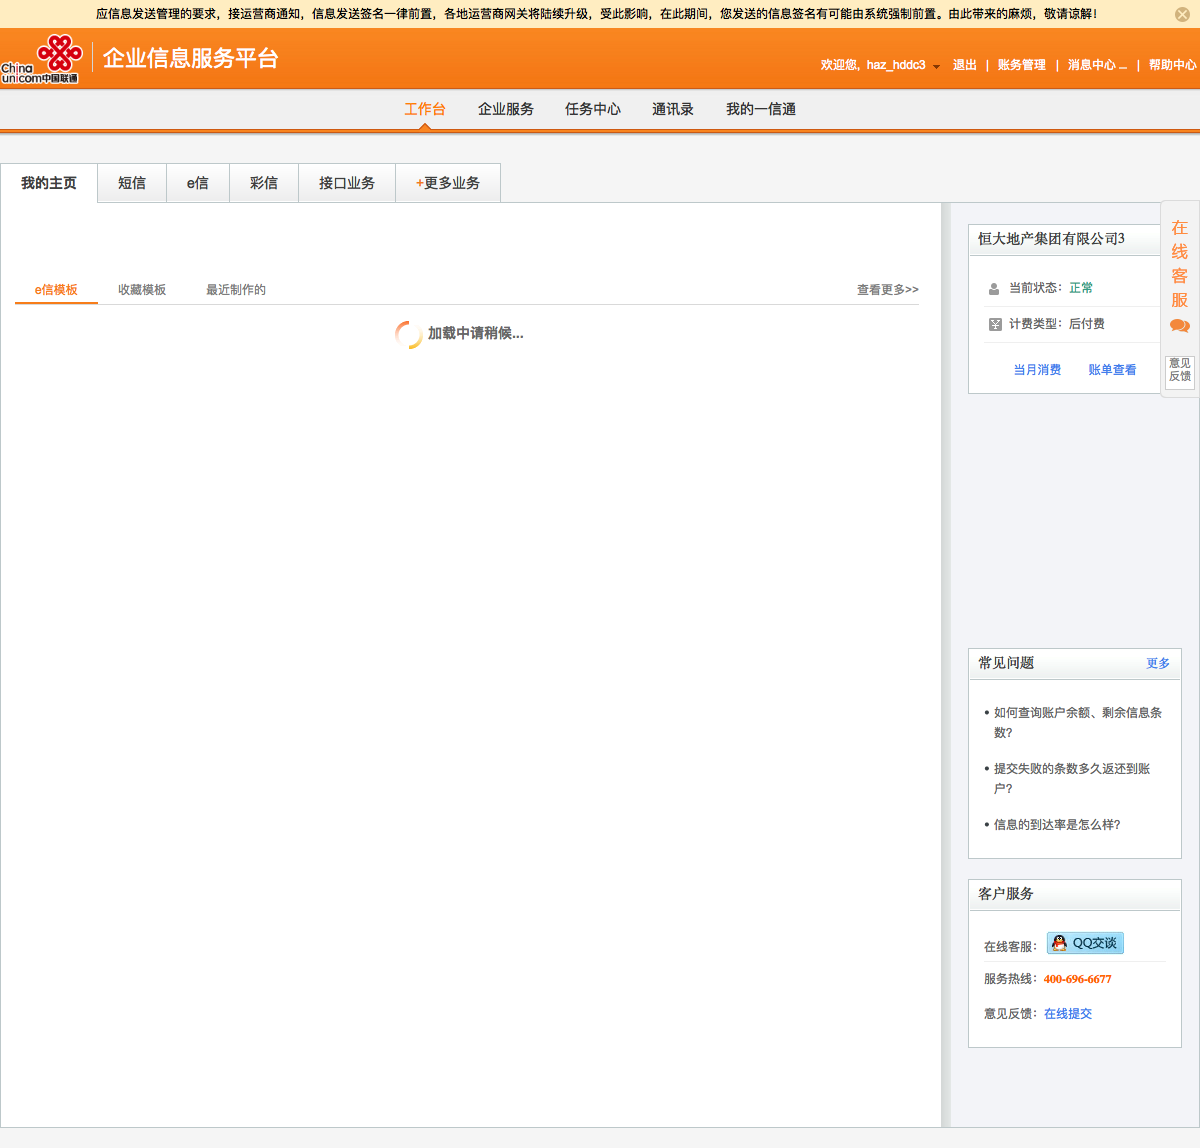 应信息发送管理的要求，接运营商通知，信息发送签名一律前置，各地运营商网关将陆续升级，受此影响，在此期间，您发送的信息签名有可能由系统强制前置。由此带来的麻烦，敬请谅解！
China
unicom中国联通
企业信息服务平台
欢迎您，haz_hddc3 退出 | 账务管理 | 消息中心 ... | 帮助中心
工作台 企业服务 任务中心 通讯录 我的一信通
我的主页 短信 e信 彩信 接口业务 +更多业务
e信模板 收藏模板 最近制作的 查看更多>>
加载中请稍候...
恒大地产集团有限公司3
当前状态：正常
计费类型：后付费
当月消费 账单查看
在
线
客
服
意见
反馈
常见问题 更多
• 如何查询账户余额、剩余信息条
数？
• 提交失败的条数多久返还到账
户？
• 信息的到达率是怎么样？
客户服务
在线客服： QQ交谈
服务热线：400-696-6677
意见反馈：在线提交